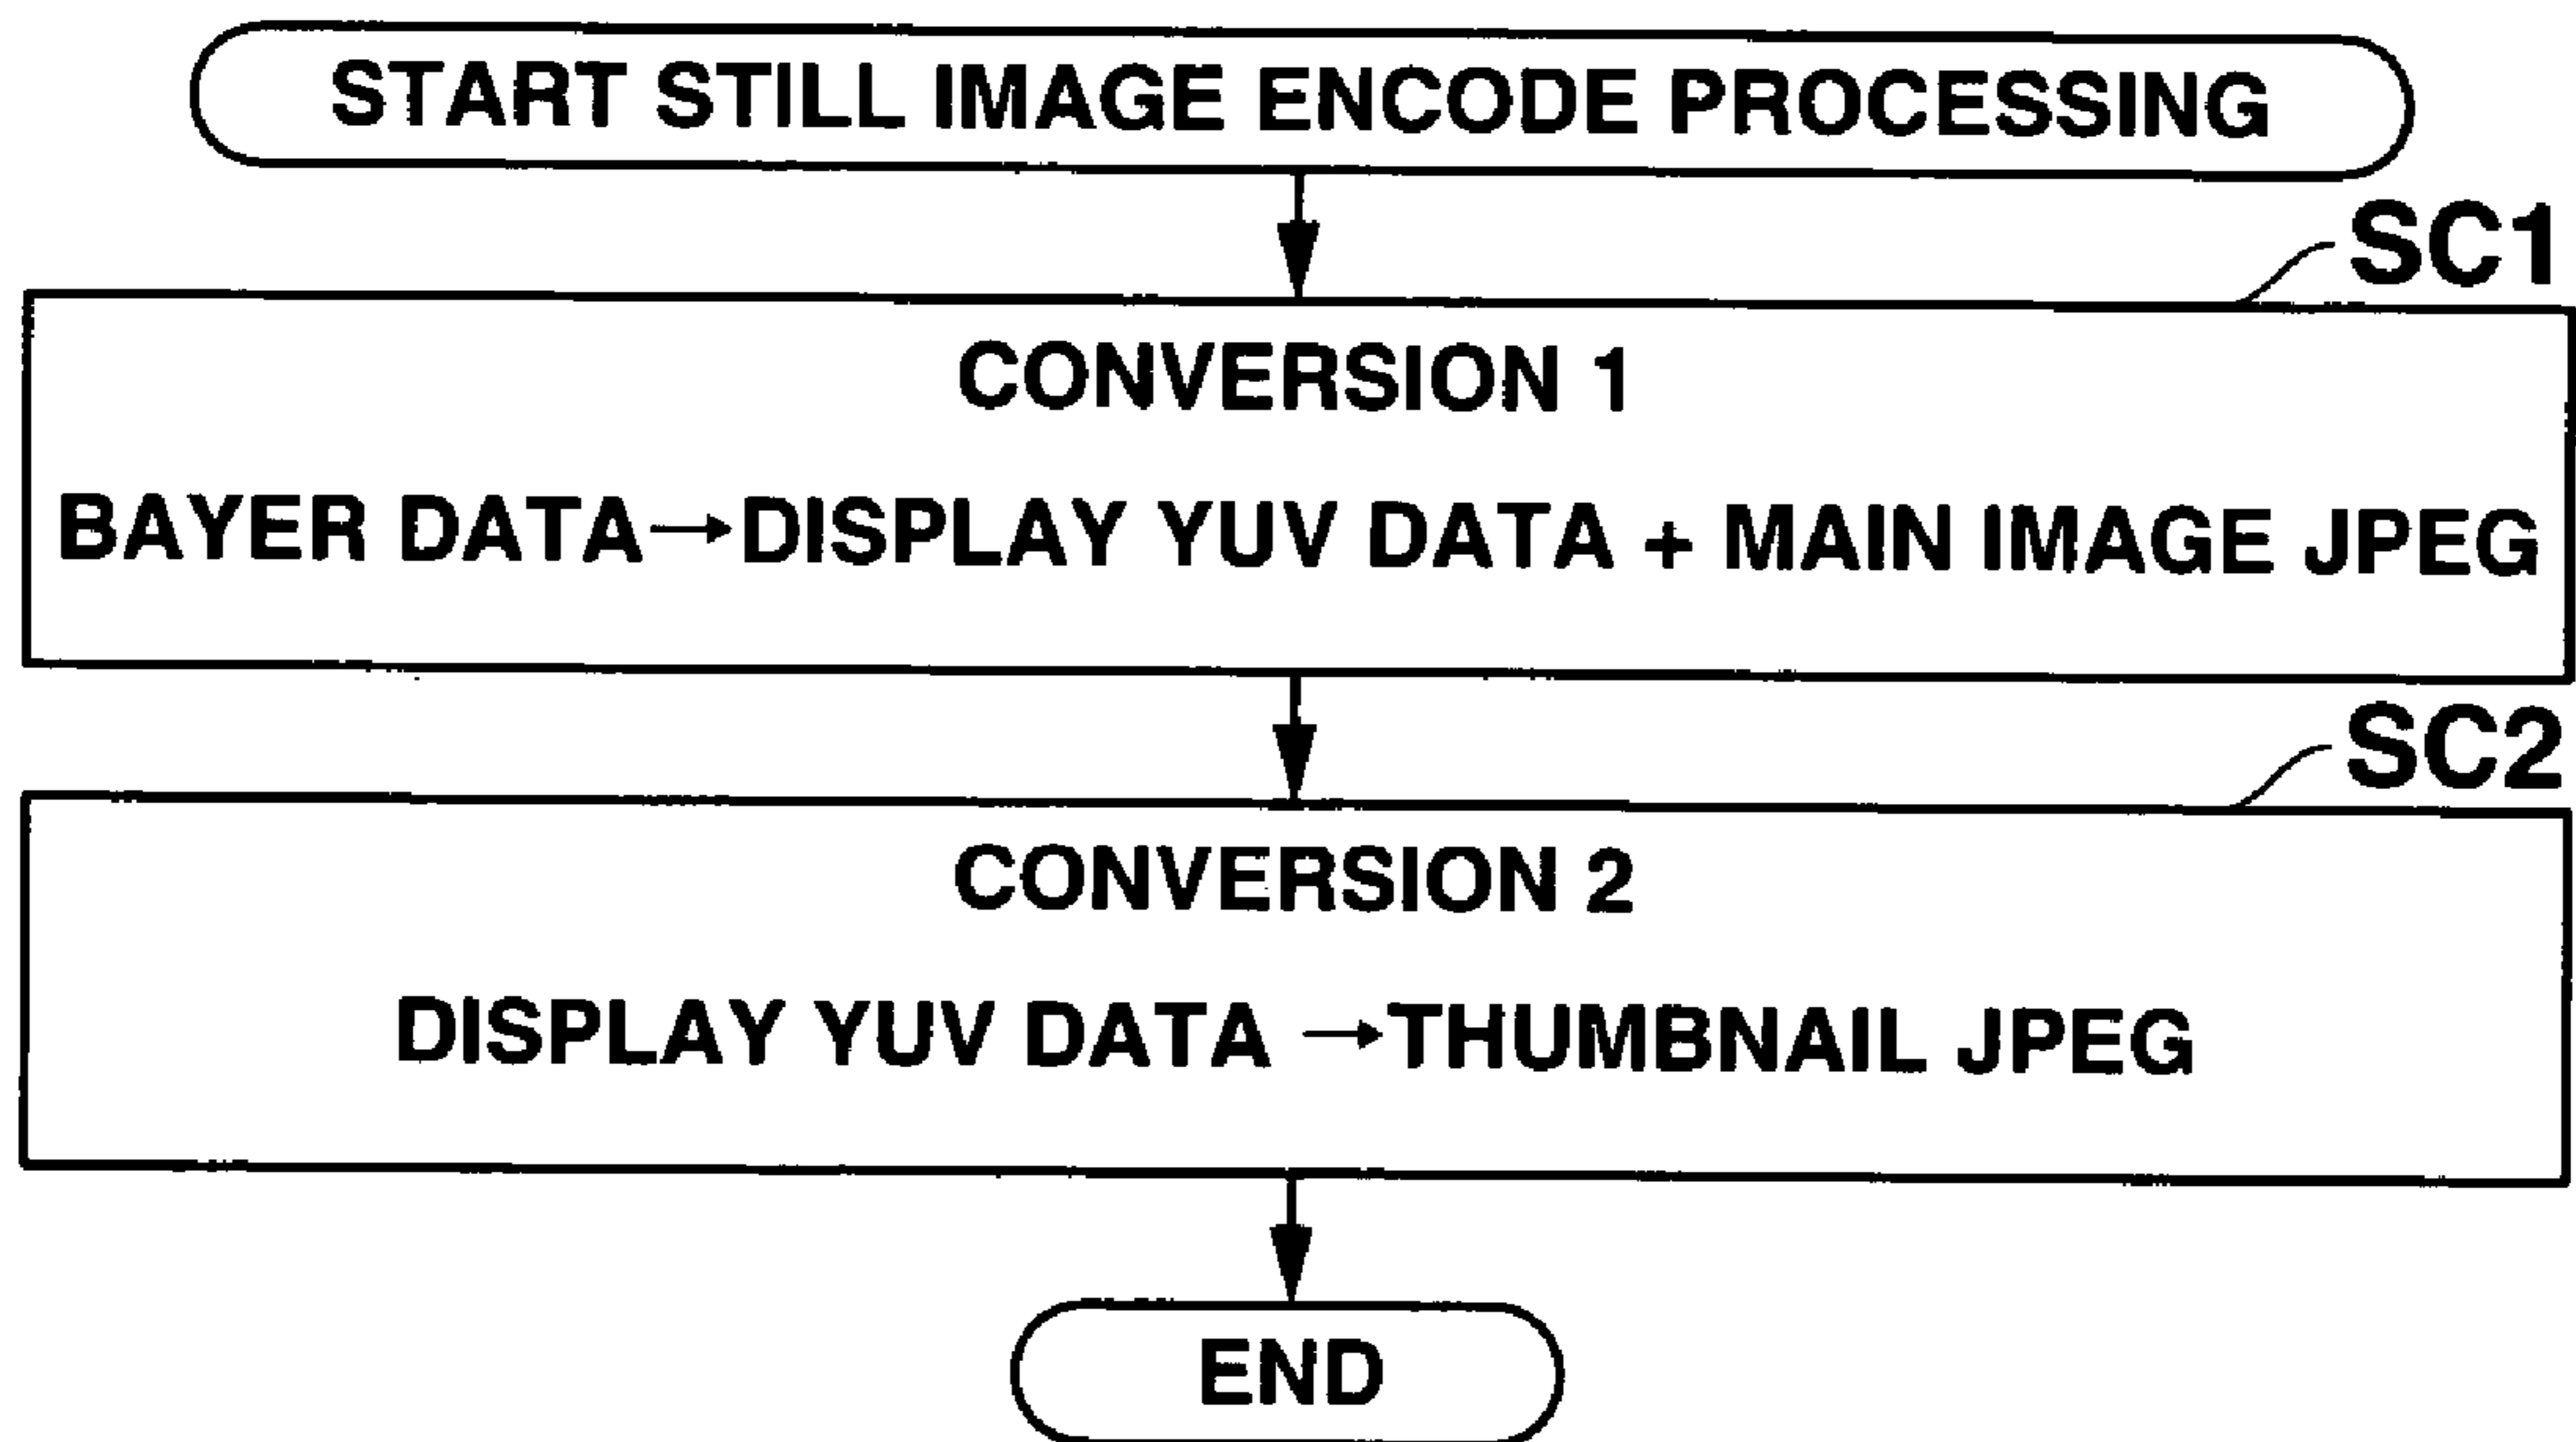 START STILL IMAGE ENCODE PROCESSING
SC1
CONVERSION 1
BAYER DATA→DISPLAY YUV DATA + MAIN IMAGE JPEG
SC2
CONVERSION 2
DISPLAY YUV DATA →THUMBNAIL JPEG
END